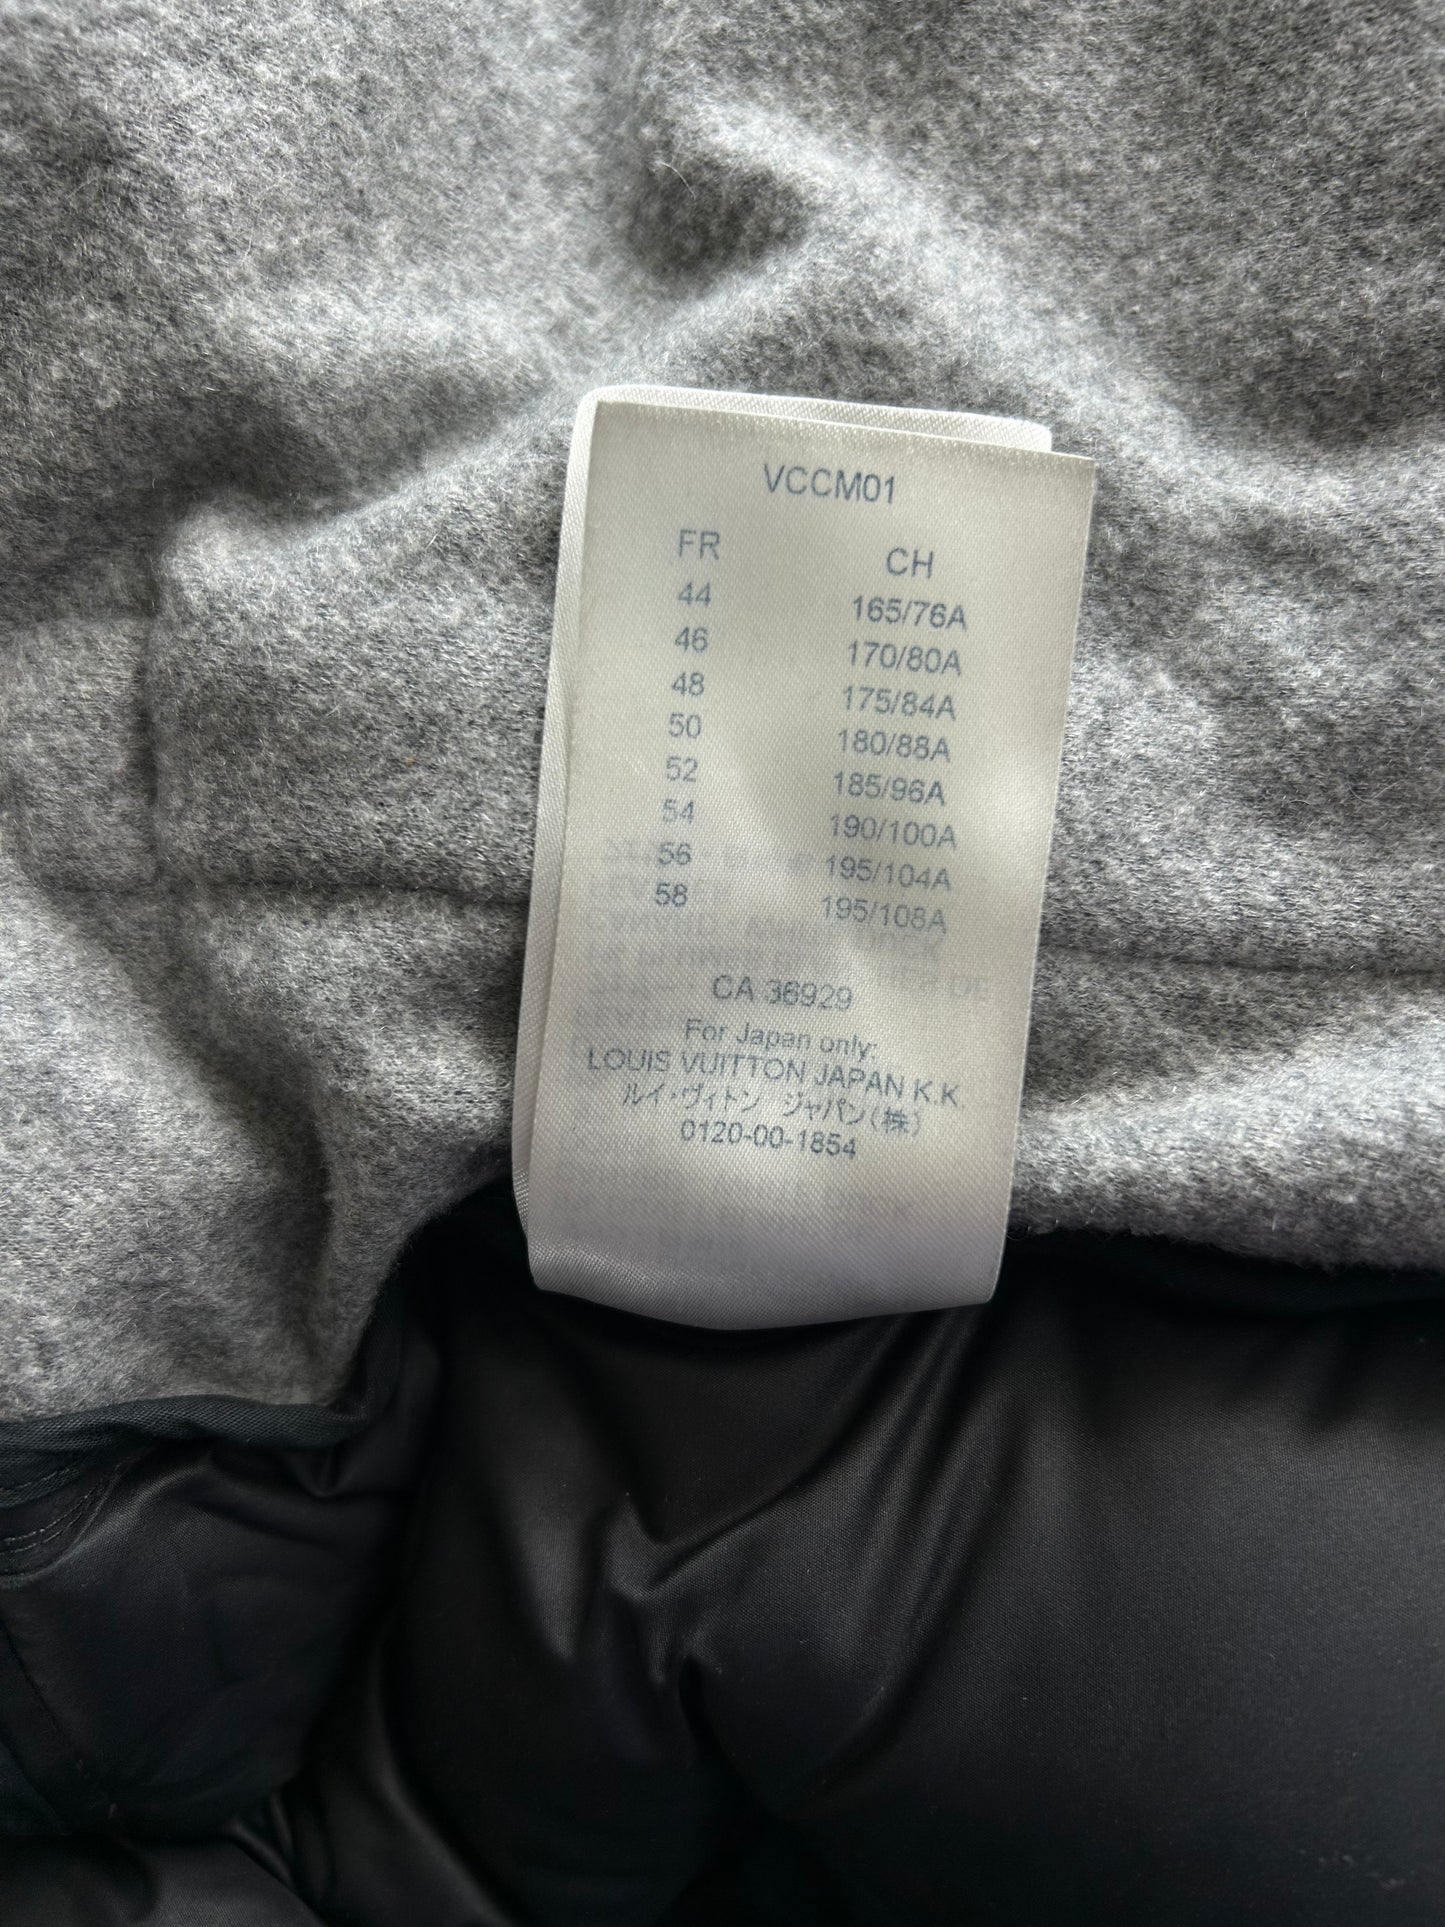 VCCM01
FR CH
44 165/76A
46 170/80A
48 175/84A
50 180/88A
52 185/96A
54 190/100A
56 195/104A
58 195/108A
CA 36929
For Japan only:
LOUIS VUITTON JAPAN K.K.
ルイ・ヴィトン ジャパン(株)
0120-00-1854